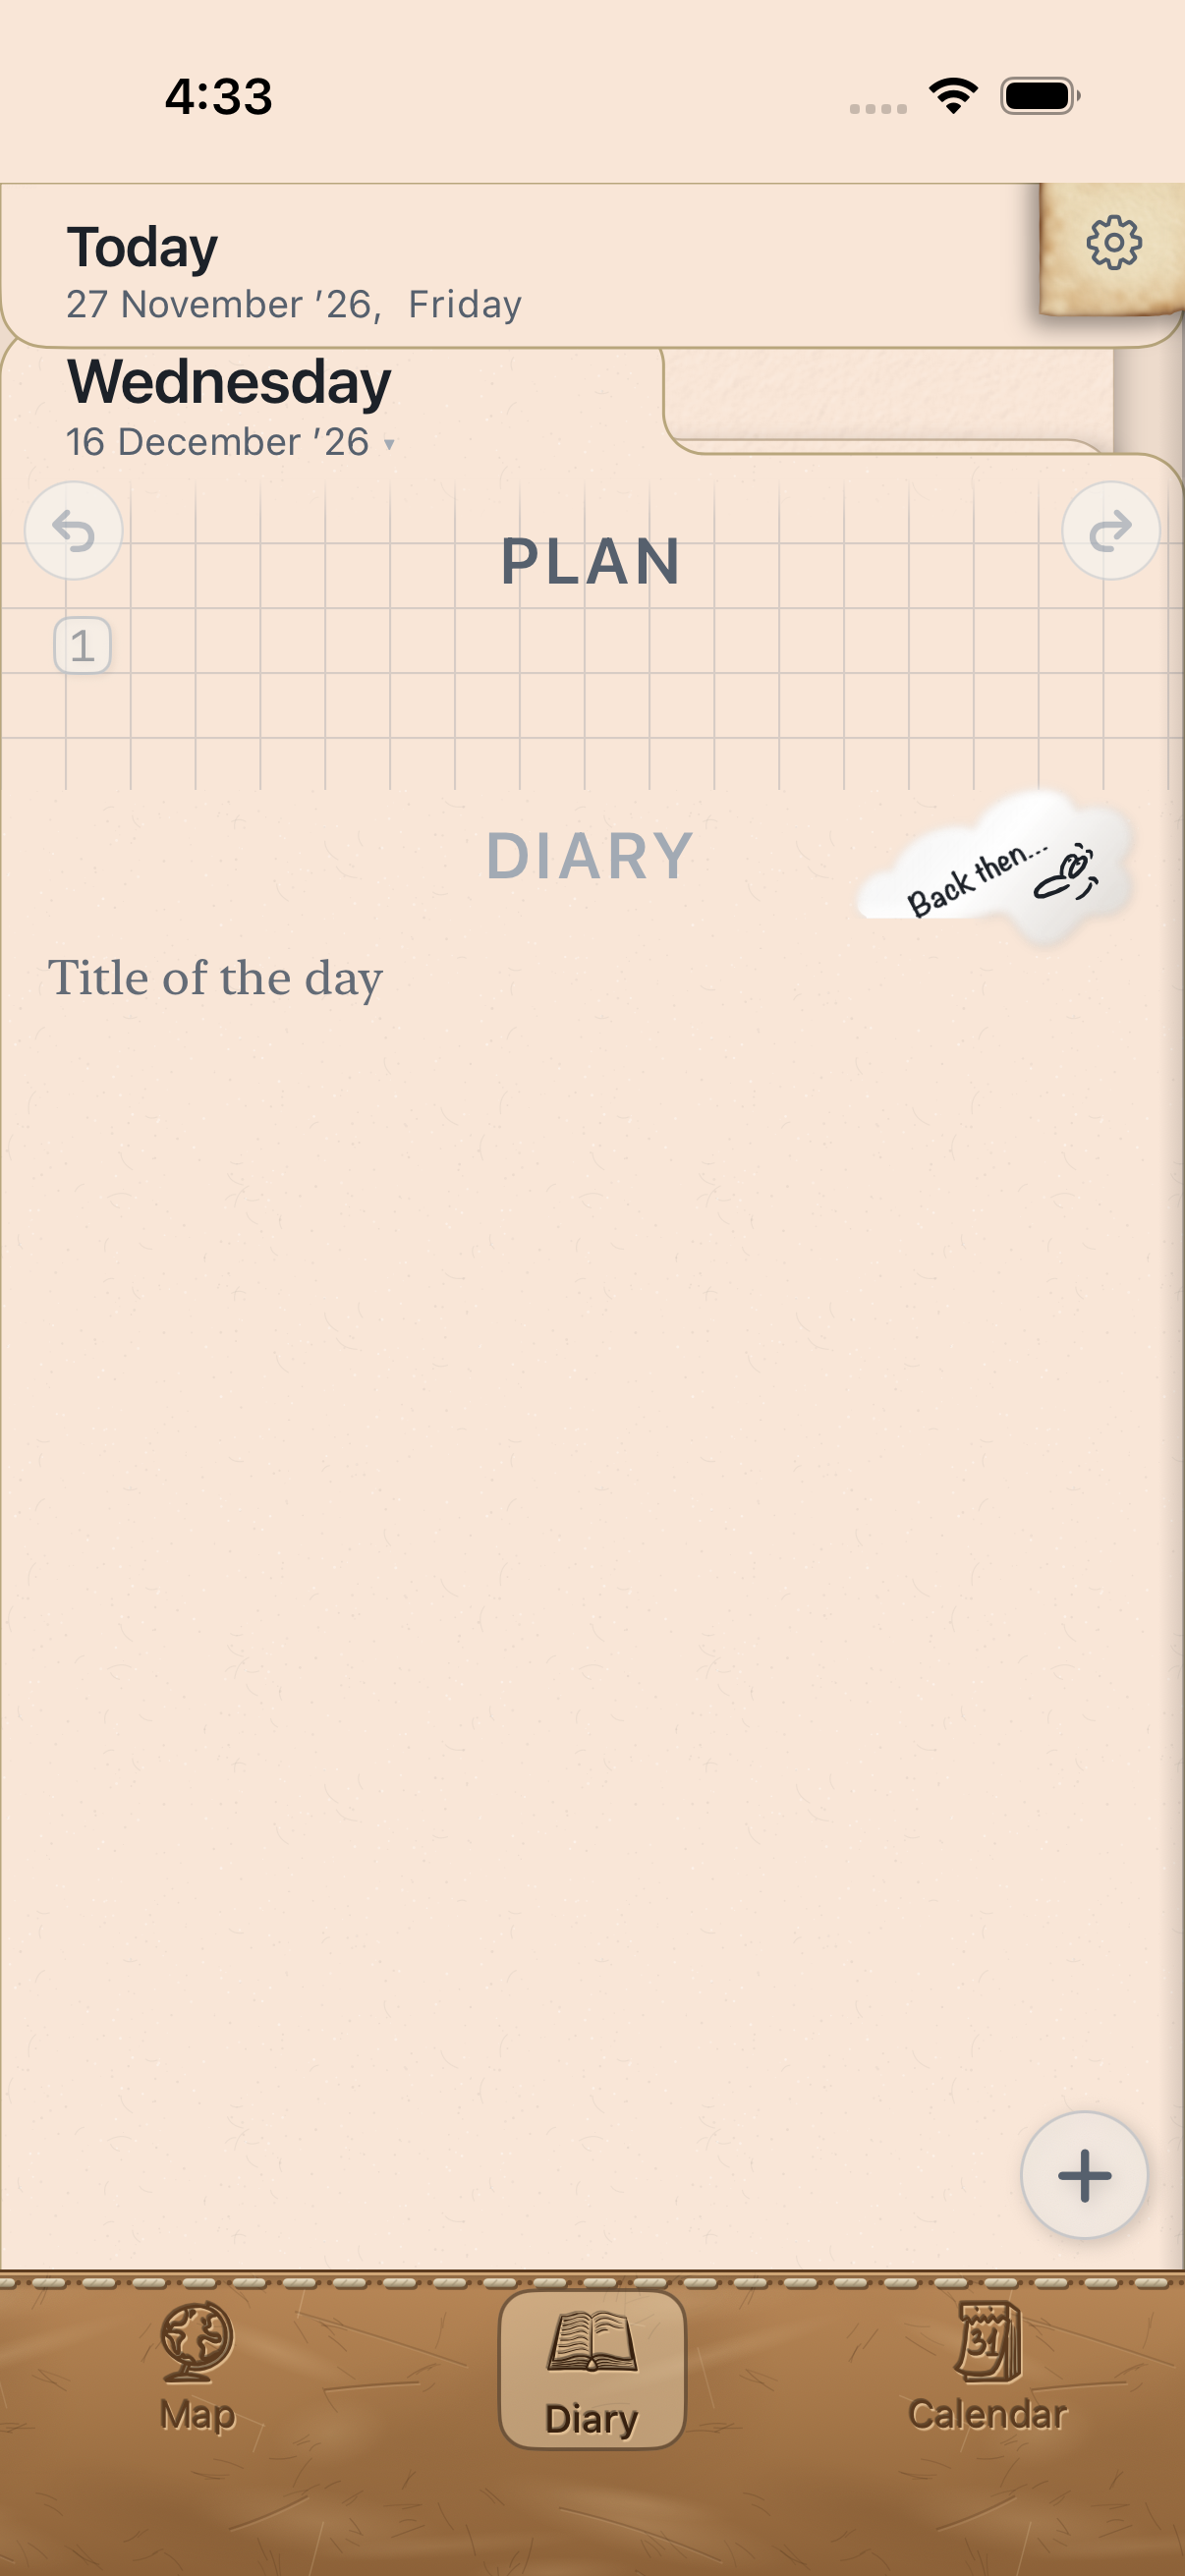 4:33
Today
27 November ’26, Friday
Wednesday
16 December ’26 ▾
PLAN
1
DIARY
Back then...
Title of the day
31
Map
Diary
Calendar